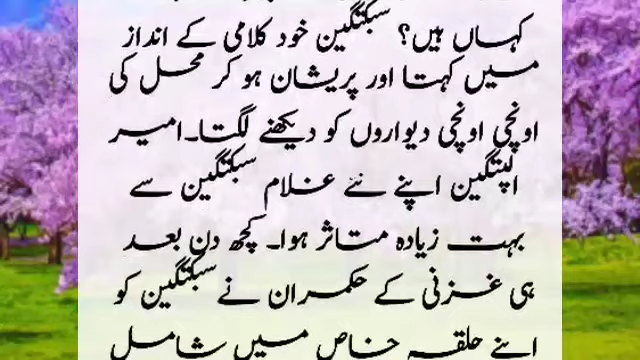 کہاں ہیں؟ سبکتگین خود کلامی کے انداز
میں کہتا اور پریشان ہو کر محل کی
اونچی اونچی دیواروں کو دیکھنے لگتا۔ امیر
الپتگین اپنے نئے غلام سبکتگین سے
بہت زیادہ متاثر ہوا۔ کچھ دن بعد
ہی غزنی کے حکمران نے سبکتگین کو
اپنے حلقہ خاص میں شامل